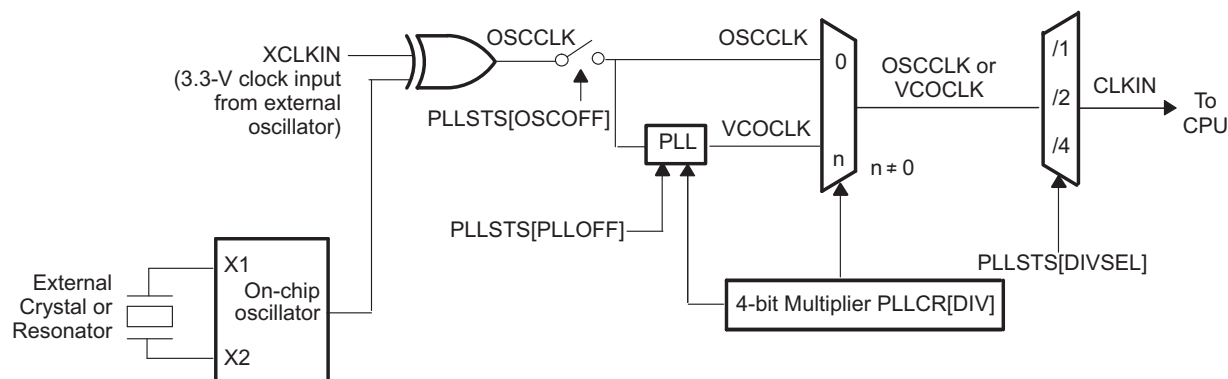 XCLKIN
(3.3-V clock input
from external
oscillator)
OSCCLK
PLLSTS[OSCOFF]
OSCCLK
0
OSCCLK or
VCOCLK
/1
/2
/4
CLKIN
To
CPU
PLL
VCOCLK
n
n ≠ 0
PLLSTS[PLLOFF]
PLLSTS[DIVSEL]
4-bit Multiplier PLLCR[DIV]
External
Crystal or
Resonator
X1
On-chip
oscillator
X2